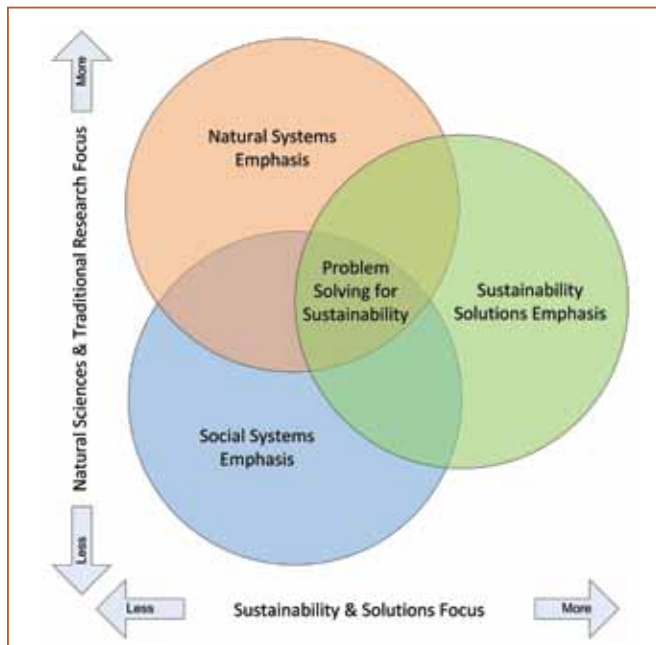 More
Natural Sciences & Traditional Research Focus
Less
Natural Systems
Emphasis
Problem
Solving for
Sustainability
Sustainability
Solutions Emphasis
Social Systems
Emphasis
Less
Sustainability & Solutions Focus
More